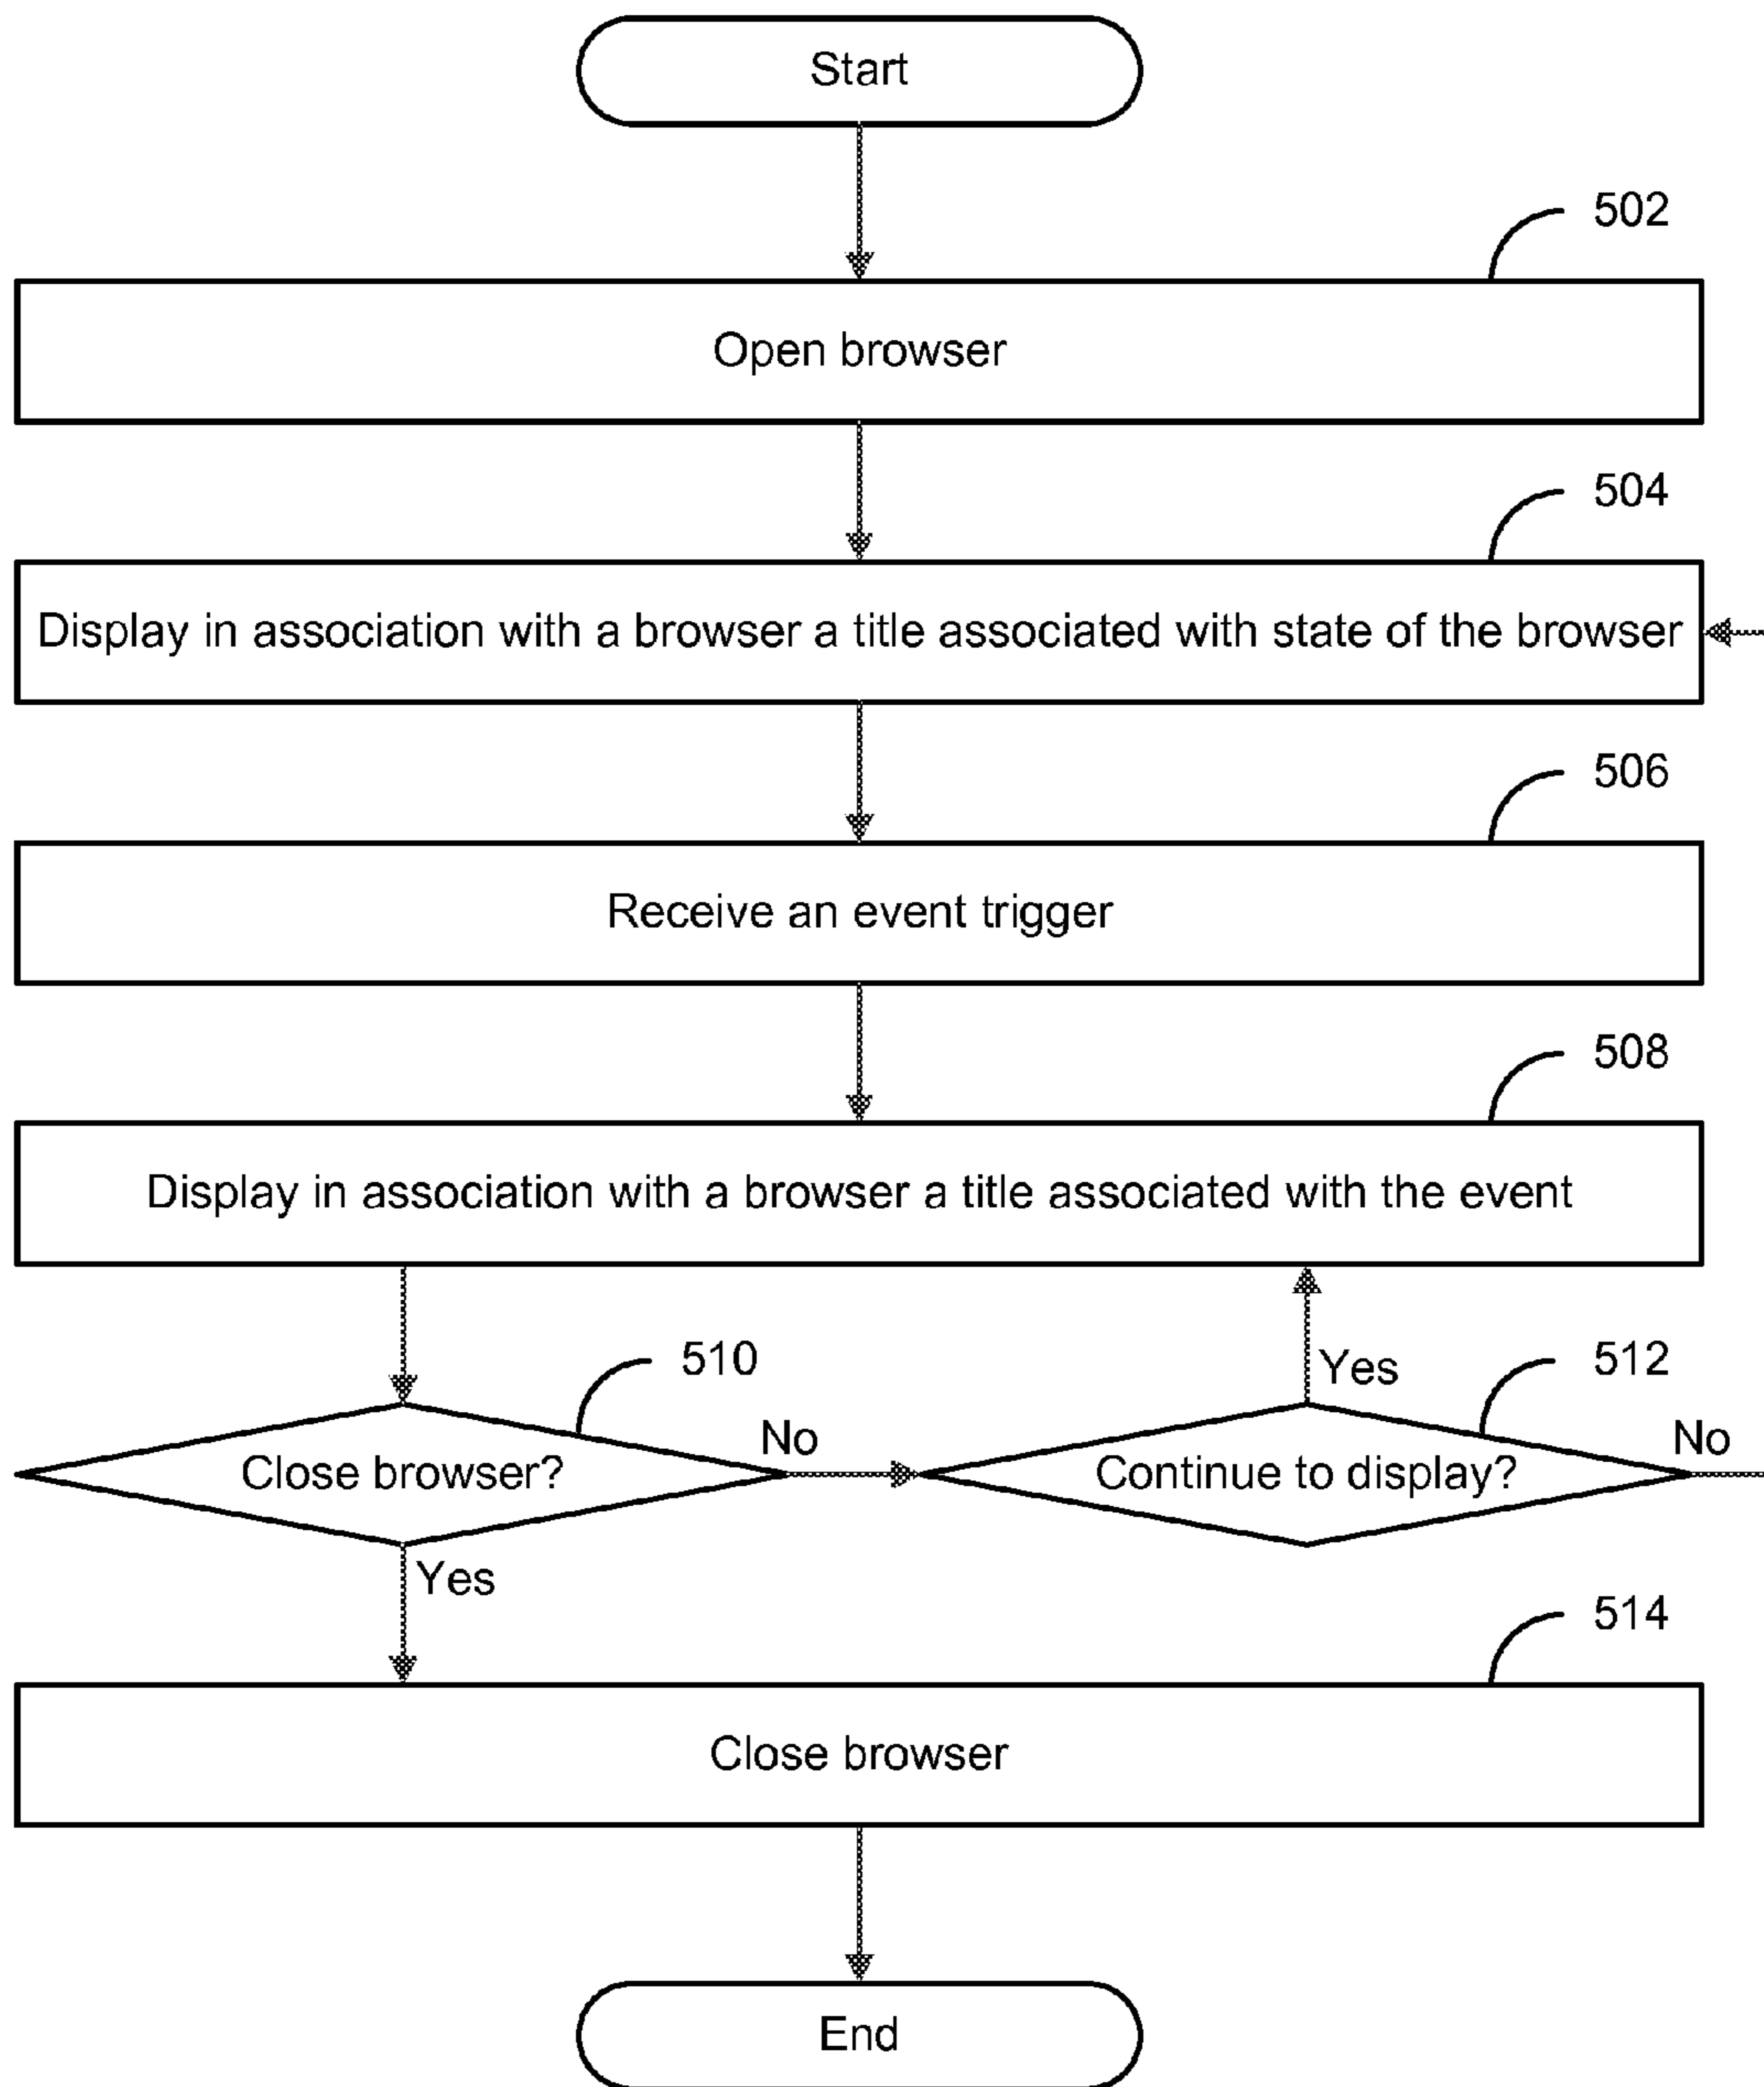 Start
502
Open browser
504
Display in association with a browser a title associated with state of the browser
506
Receive an event trigger
508
Display in association with a browser a title associated with the event
510
Yes
512
No
No
Close browser?
Continue to display?
Yes
514
Close browser
End